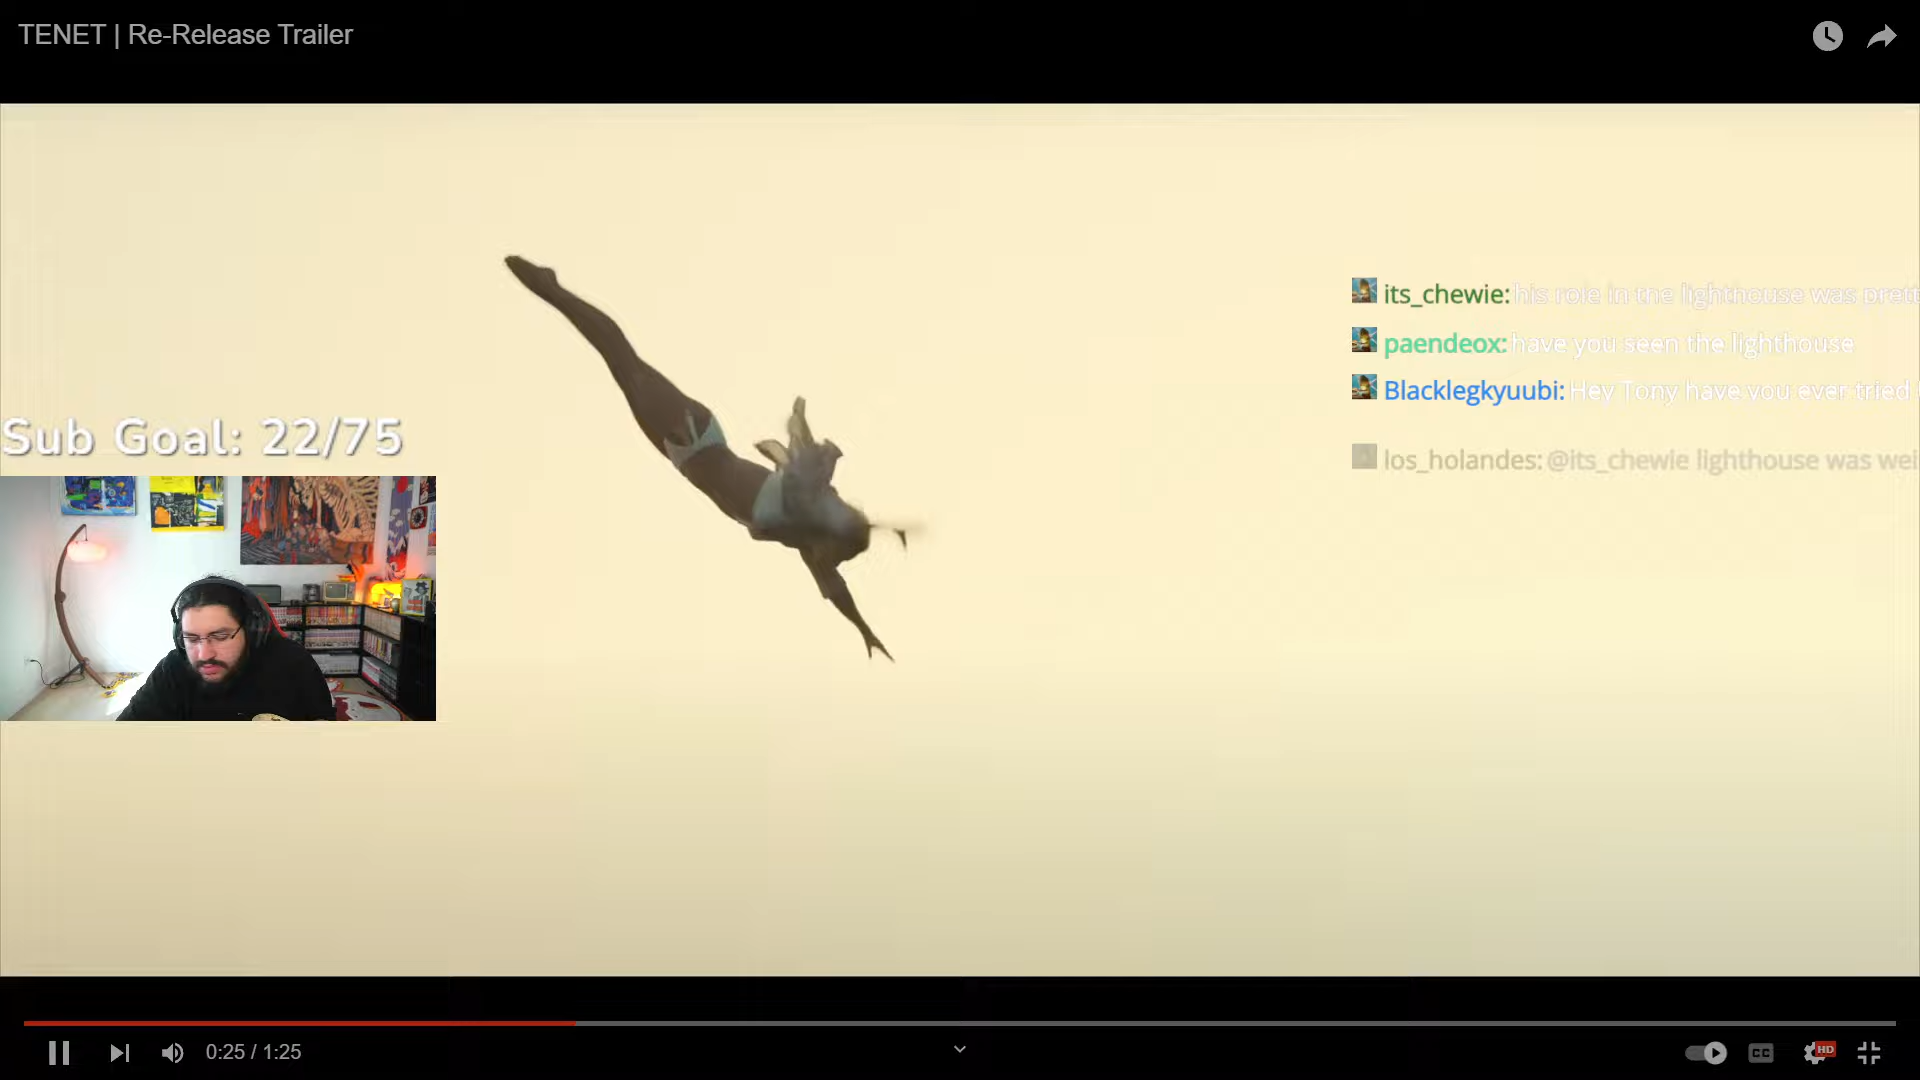 TENET | Re-Release Trailer
its_chewie: his role in the lighthouse was prett
paendeox: have you seen the lighthouse
Blacklegkyuubi: Hey Tony have you ever tried
los_holandes: @its_chewie lighthouse was wei
Sub Goal: 22/75
0:25 / 1:25
CC
HD